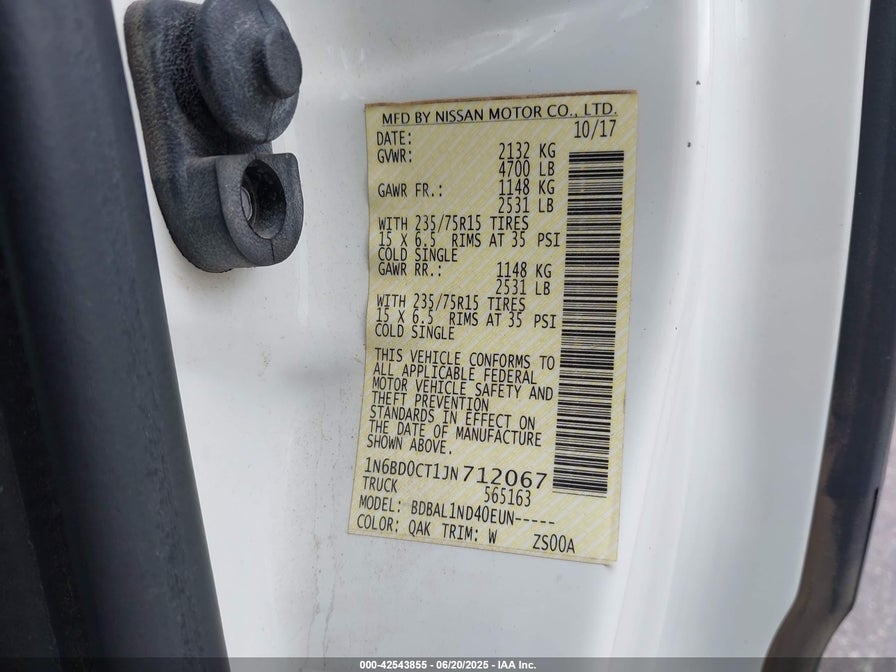 MFD BY NISSAN MOTOR CO., LTD.
DATE: 10/17
GVWR: 2132 KG
4700 LB
GAWR FR.: 1148 KG
2531 LB
WITH 235/75R15 TIRES
15 X 6.5 RIMS AT 35 PSI
COLD SINGLE
GAWR RR.: 1148 KG
2531 LB
WITH 235/75R15 TIRES
15 X 6.5 RIMS AT 35 PSI
COLD SINGLE
THIS VEHICLE CONFORMS TO
ALL APPLICABLE FEDERAL
MOTOR VEHICLE SAFETY AND
THEFT PREVENTION
STANDARDS IN EFFECT ON
THE DATE OF MANUFACTURE
SHOWN ABOVE.
1N6BD0CT1JN712067
TRUCK 565163
MODEL: BDBAL1ND40EUN-----
COLOR: QAK TRIM: W ZS00A
000-42543855 | 06/20/2025 - IAA Inc.